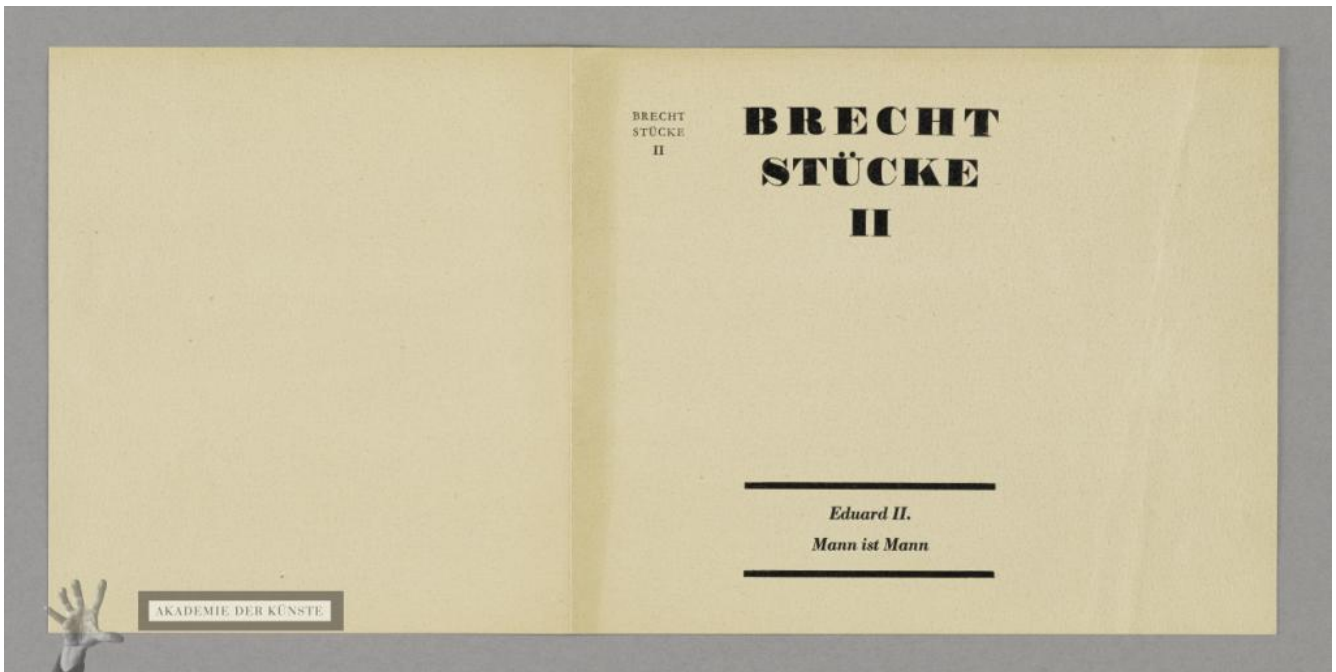 BRECHT
STÜCKE
II
BRECHT
STÜCKE
II
Eduard II.
Mann ist Mann
AKADEMIE DER KÜNSTE